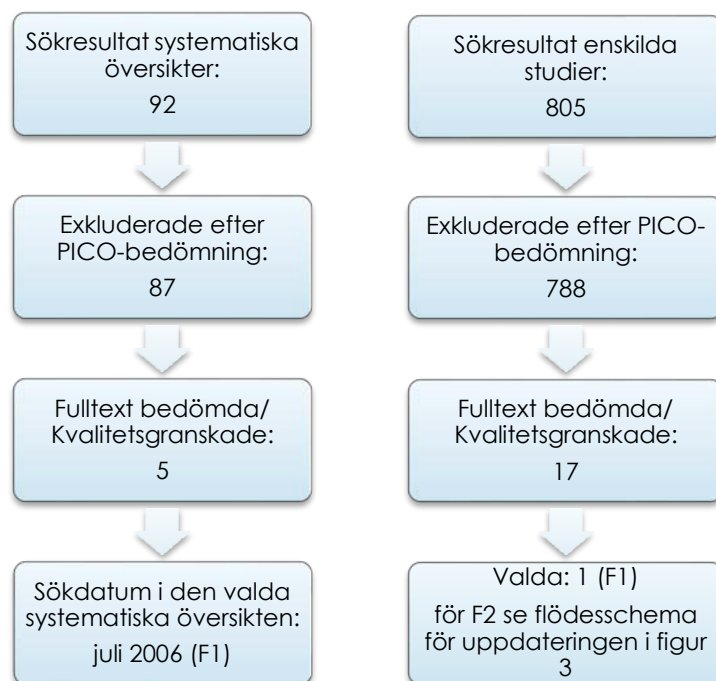 Sökresultat systematiska
översikter:
92
Exkluderade efter
PICO-bedömning:
87
Fulltext bedömda/
Kvalitetsgranskade:
5
Sökdatum i den valda
systematiska översikten:
juli 2006 (F1)
Sökresultat enskilda
studier:
805
Exkluderade efter PICO-
bedömning:
788
Fulltext bedömda/
Kvalitetsgranskade:
17
Valda: 1 (F1)
för F2 se flödesschema
för uppdateringen i figur
3